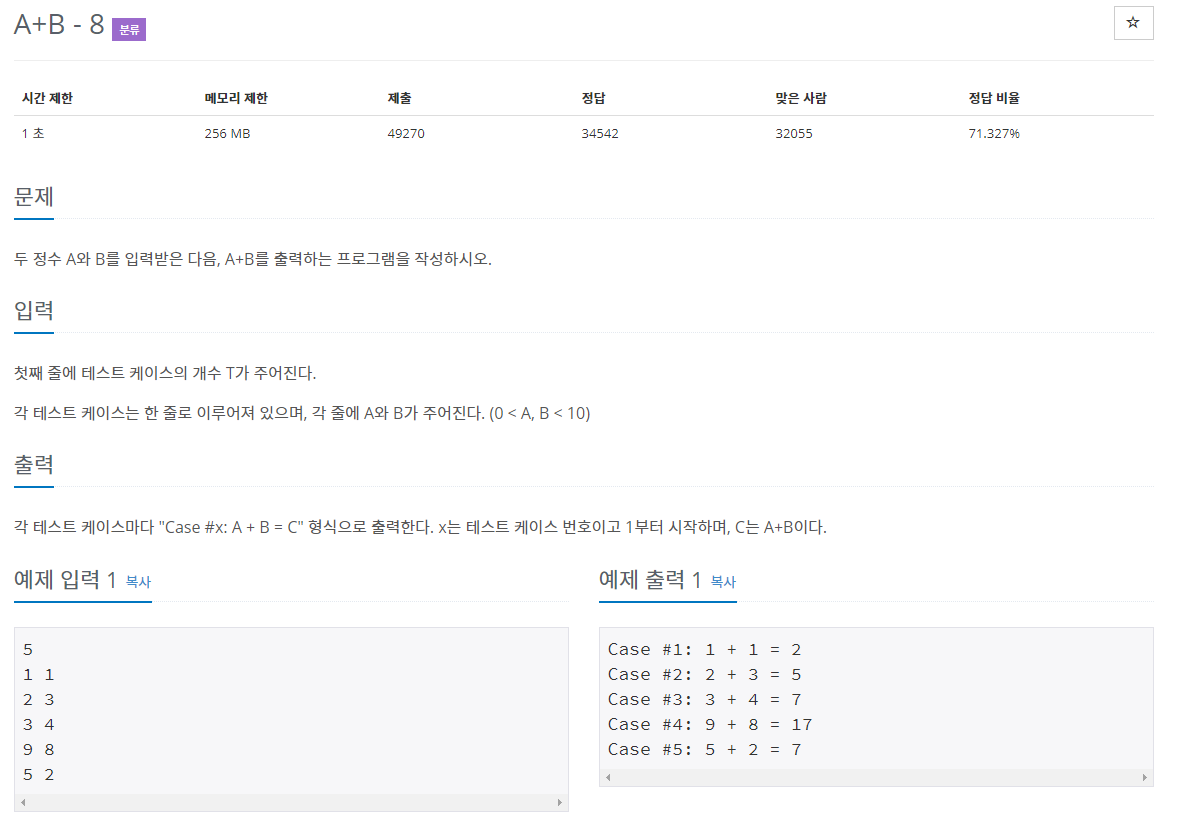 A+B - 8 분류
☆
시간 제한 메모리 제한 제출 정답 맞은 사람 정답 비율
1 초 256 MB 49270 34542 32055 71.327%
문제
두 정수 A와 B를 입력받은 다음, A+B를 출력하는 프로그램을 작성하시오.
입력
첫째 줄에 테스트 케이스의 개수 T가 주어진다.
각 테스트 케이스는 한 줄로 이루어져 있으며, 각 줄에 A와 B가 주어진다. (0 < A, B < 10)
출력
각 테스트 케이스마다 "Case #x: A + B = C" 형식으로 출력한다. x는 테스트 케이스 번호이고 1부터 시작하며, C는 A+B이다.
예제 입력 1 복사
5
1 1
2 3
3 4
9 8
5 2
예제 출력 1 복사
Case #1: 1 + 1 = 2
Case #2: 2 + 3 = 5
Case #3: 3 + 4 = 7
Case #4: 9 + 8 = 17
Case #5: 5 + 2 = 7